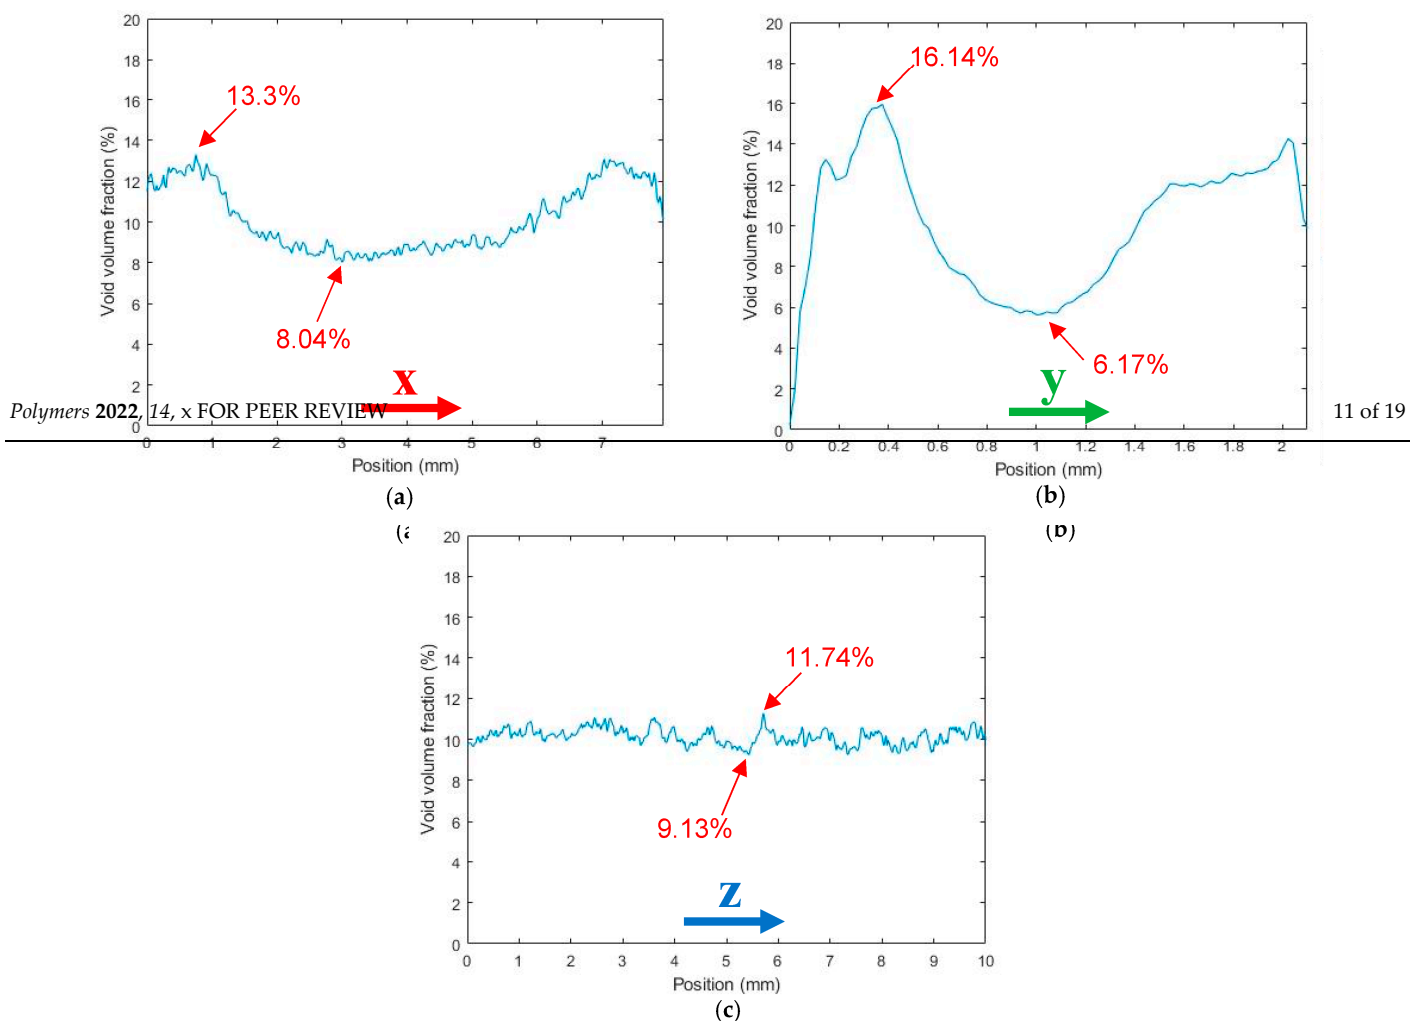 20
18
16
14
12
10
8
6
4
2
0
Void volume fraction (%)
13.3%
8.04%
x
0 1 2 3 4 5 6 7
Position (mm)
(a)
20
18
16
14
12
10
8
6
4
2
0
Void volume fraction (%)
16.14%
6.17%
y
0 0.2 0.4 0.6 0.8 1 1.2 1.4 1.6 1.8 2
Position (mm)
(b)
Polymers 2022, 14, x FOR PEER REVIEW
11 of 19
(a
(b)
20
18
16
14
12
10
8
6
4
2
0
Void volume fraction (%)
11.74%
9.13%
z
0 1 2 3 4 5 6 7 8 9 10
Position (mm)
(c)